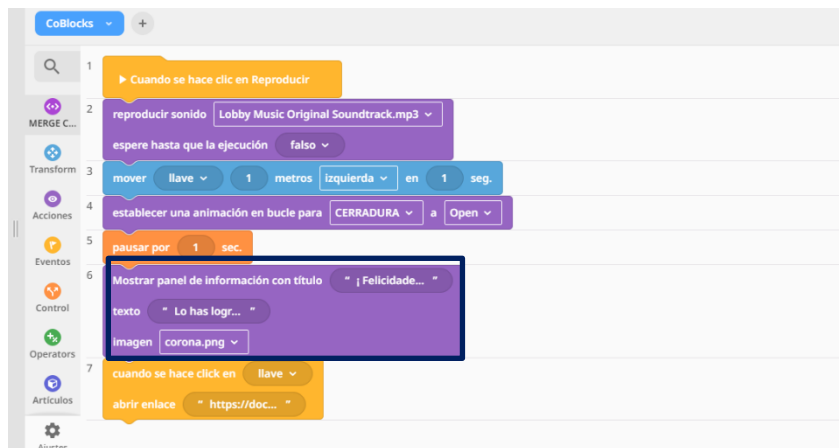 CoBlocks
1
Cuando se hace clic en Reproducir
2
reproducir sonido Lobby Music Original Soundtrack.mp3
espere hasta que la ejecución falso
3
mover llave 1 metros izquierda en 1 seg.
4
establecer una animación en bucle para CERRADURA a Open
5
pausar por 1 sec.
6
Mostrar panel de información con título “ ¡ Felicidade... ”
texto “ Lo has logr... ”
imagen corona.png
7
cuando se hace click en llave
abrir enlace “ https://doc... ”
MERGE C...
Transform
Acciones
Eventos
Control
Operators
Artículos
Ajustes